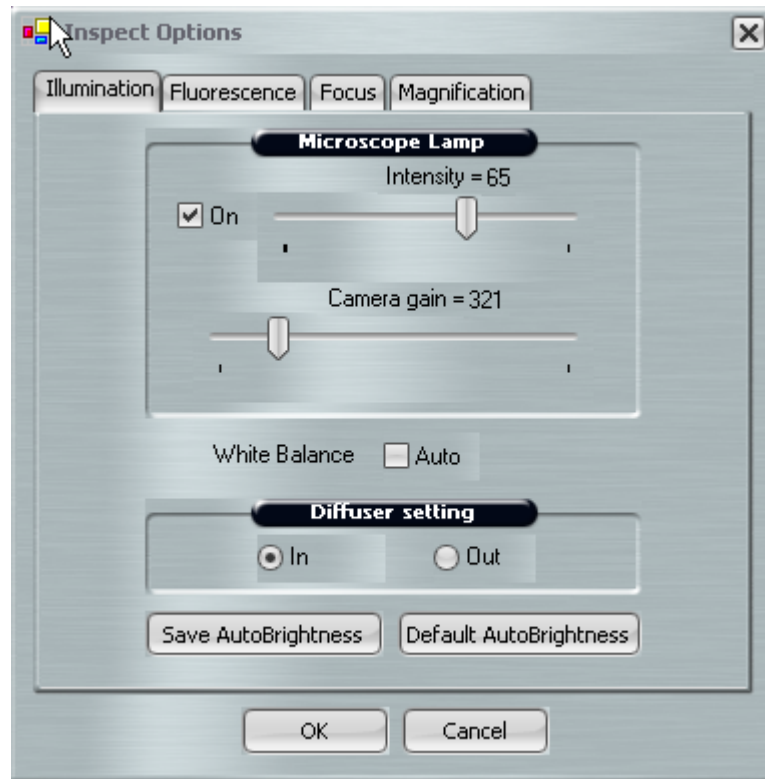 Inspect Options
Illumination Fluorescence Focus Magnification
Microscope Lamp
Intensity = 65
On
Camera gain = 321
White Balance Auto
Diffuser setting
In Out
Save AutoBrightness Default AutoBrightness
OK Cancel